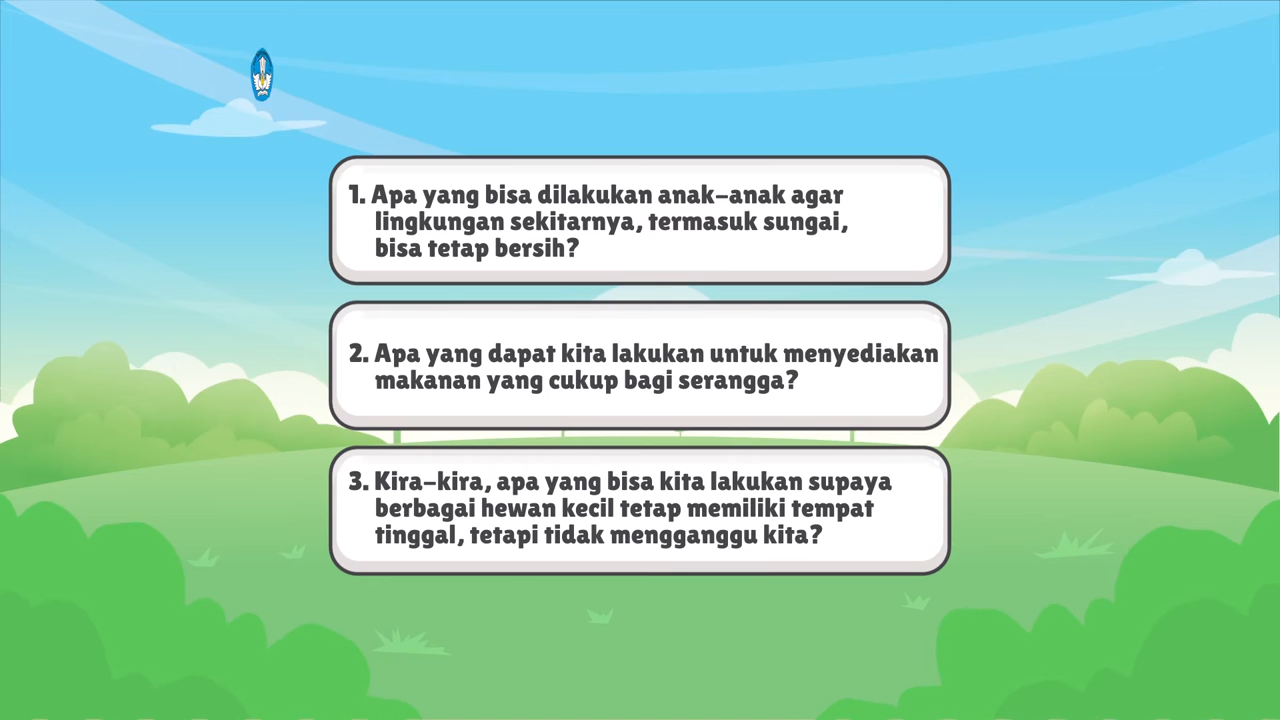 1. Apa yang bisa dilakukan anak-anak agar
lingkungan sekitarnya, termasuk sungai,
bisa tetap bersih?
2. Apa yang dapat kita lakukan untuk menyediakan
makanan yang cukup bagi serangga?
3. Kira-kira, apa yang bisa kita lakukan supaya
berbagai hewan kecil tetap memiliki tempat
tinggal, tetapi tidak mengganggu kita?